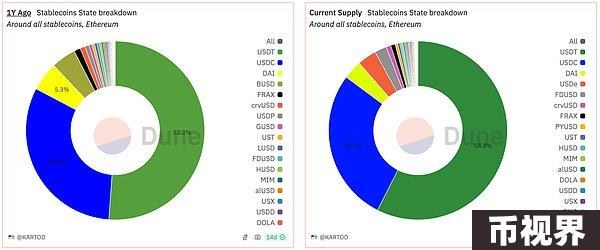 1Y Ago Stablecoins State breakdown
Around all stablecoins, Ethereum
All
USDT
USDC
DAI
BUSD
FRAX
crvUSD
USDP
GUSD
UST
LUSD
FDUSD
HUSD
MIM
alUSD
USX
USDD
DOLA
5.3%
52.3%
Dune
@KARTOD
14d
Current Supply Stablecoins State breakdown
Around all stablecoins, Ethereum
All
USDT
USDC
DAI
USDe
FDUSD
crvUSD
FRAX
PYUSD
UST
HUSD
MIM
alUSD
DOLA
USDD
USX
58.8%
Dune
@KARTOD
币视界